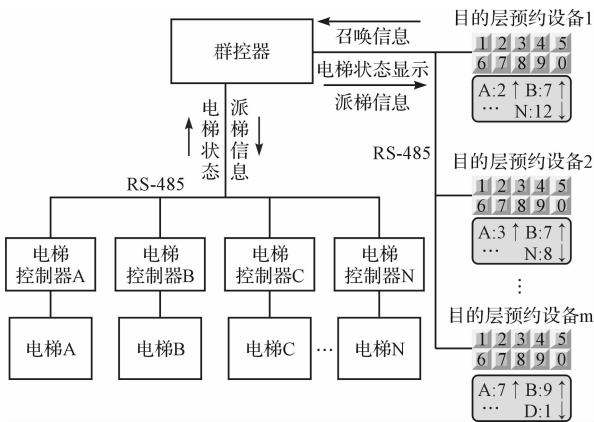 目的层预约设备1
召唤信息
群控器
1 2 3 4 5
6 7 8 9 0
电梯状态显示
派梯信息
A:2↑ B:7↑
… N:12↓
电梯状态
派梯信息
RS-485
目的层预约设备2
RS-485
1 2 3 4 5
6 7 8 9 0
A:3↑ B:7↑
… N:8↓
电梯控制器A
电梯控制器B
电梯控制器C
电梯控制器N
⋮
目的层预约设备m
1 2 3 4 5
6 7 8 9 0
电梯A
电梯B
电梯C
…
电梯N
A:7↑ B:9↑
… D:1↓